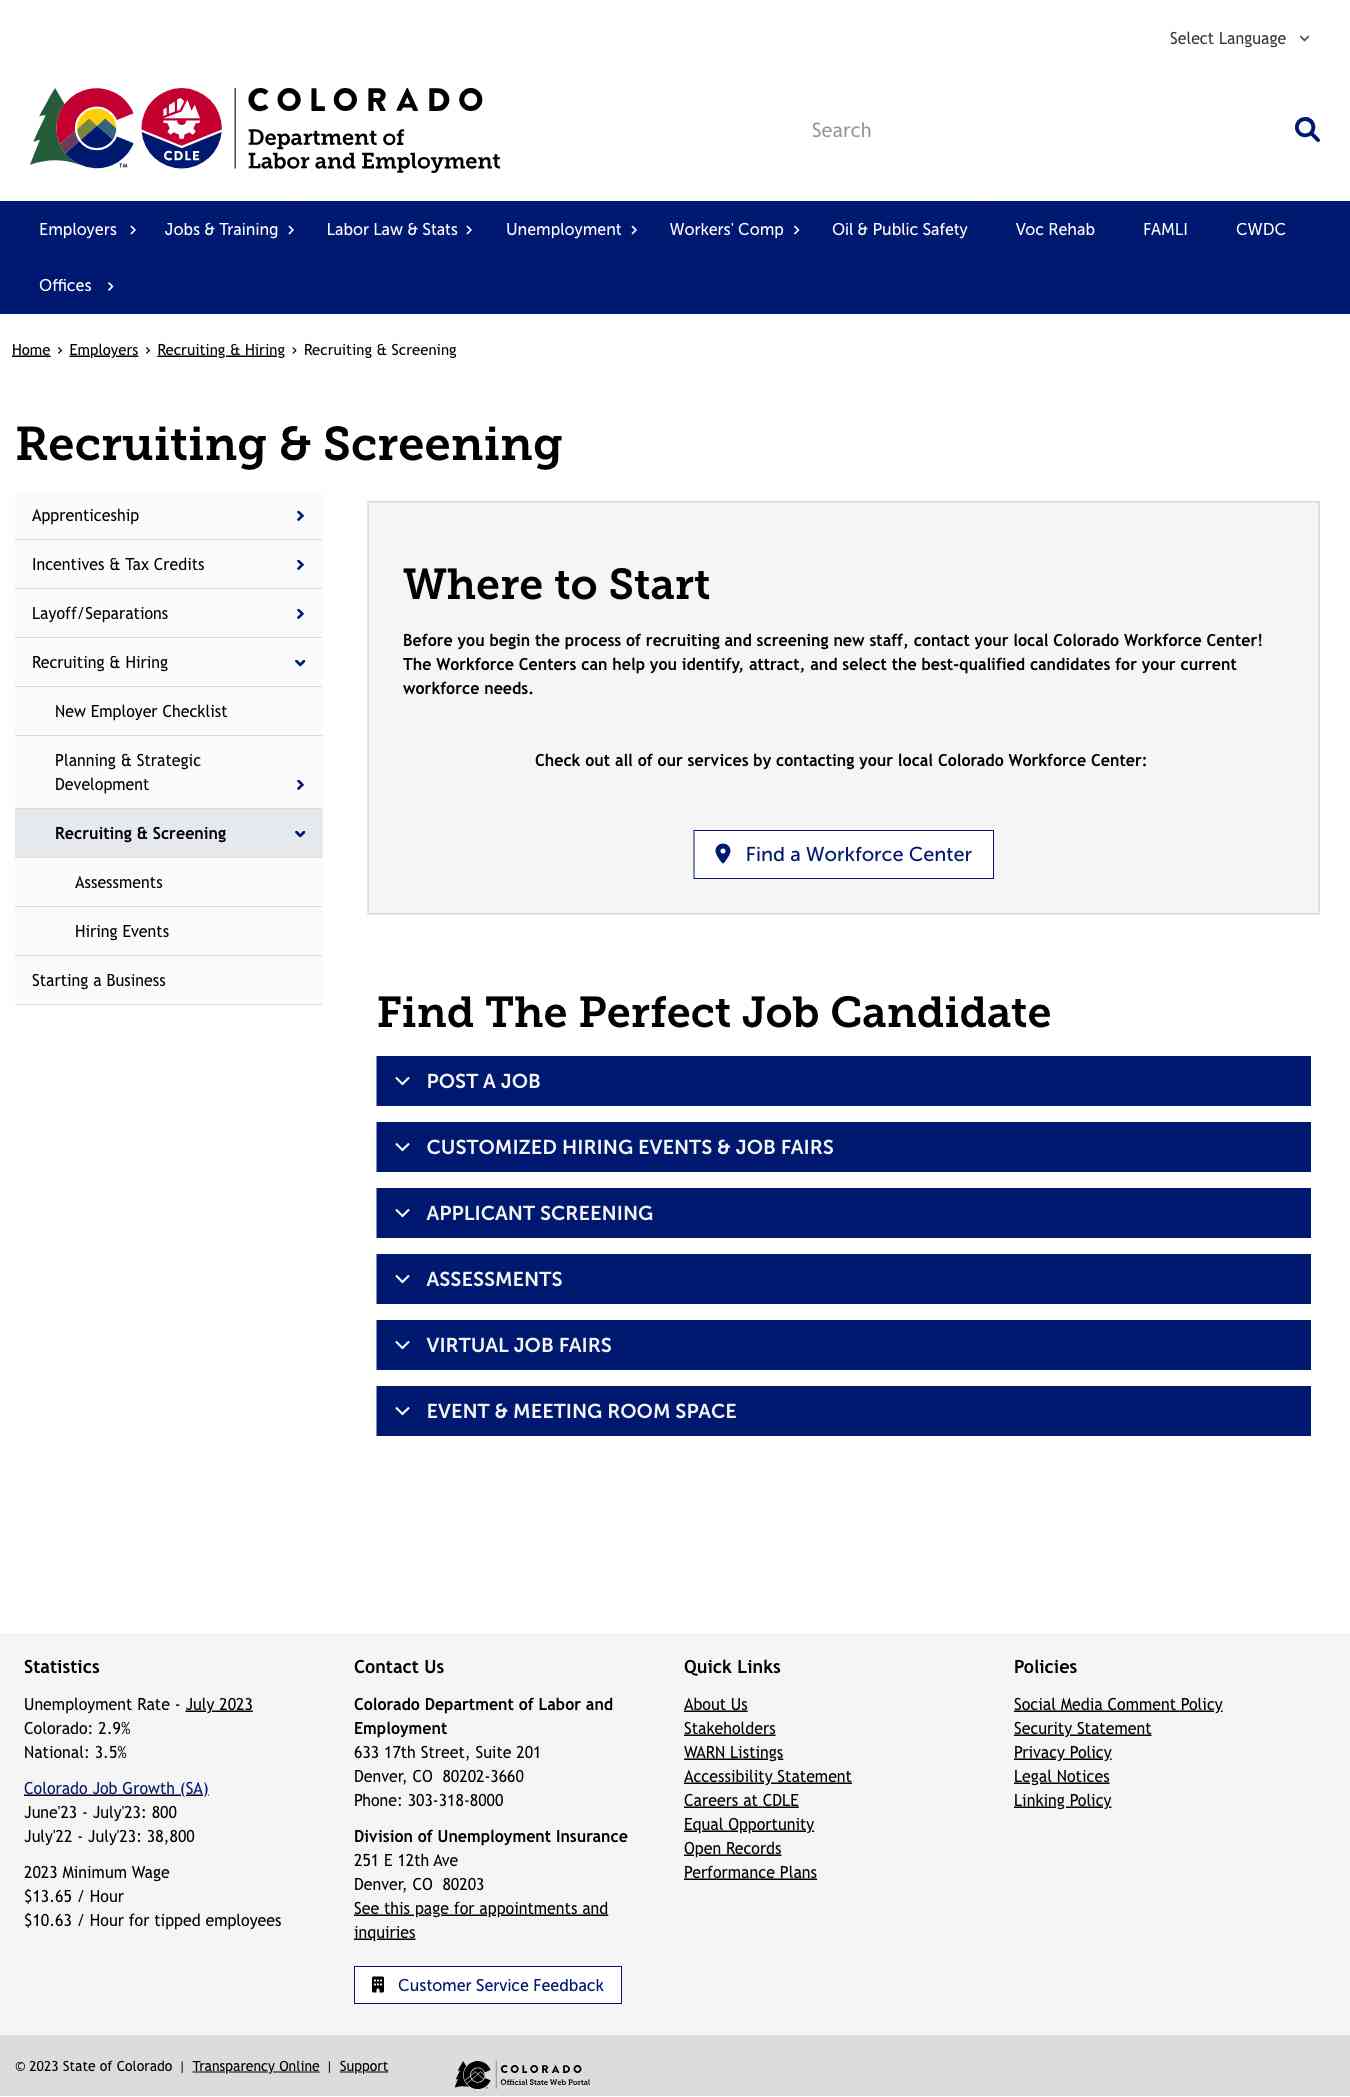 Select Language
COLORADO
Department of
Labor and Employment
CDLE
TM
Search
Employers
Jobs & Training
Labor Law & Stats
Unemployment
Workers' Comp
Oil & Public Safety
Voc Rehab
FAMLI
CWDC
Offices
Home › Employers › Recruiting & Hiring › Recruiting & Screening
Recruiting & Screening
Apprenticeship
Incentives & Tax Credits
Layoff/Separations
Recruiting & Hiring
New Employer Checklist
Planning & Strategic
Development
Recruiting & Screening
Assessments
Hiring Events
Starting a Business
Where to Start
Before you begin the process of recruiting and screening new staff, contact your local Colorado Workforce Center!
The Workforce Centers can help you identify, attract, and select the best-qualified candidates for your current
workforce needs.
Check out all of our services by contacting your local Colorado Workforce Center:
Find a Workforce Center
Find The Perfect Job Candidate
POST A JOB
CUSTOMIZED HIRING EVENTS & JOB FAIRS
APPLICANT SCREENING
ASSESSMENTS
VIRTUAL JOB FAIRS
EVENT & MEETING ROOM SPACE
Statistics
Unemployment Rate - July 2023
Colorado: 2.9%
National: 3.5%
Colorado Job Growth (SA)
June'23 - July'23: 800
July'22 - July'23: 38,800
2023 Minimum Wage
$13.65 / Hour
$10.63 / Hour for tipped employees
Contact Us
Colorado Department of Labor and
Employment
633 17th Street, Suite 201
Denver, CO  80202-3660
Phone: 303-318-8000
Division of Unemployment Insurance
251 E 12th Ave
Denver, CO  80203
See this page for appointments and
inquiries
Customer Service Feedback
Quick Links
About Us
Stakeholders
WARN Listings
Accessibility Statement
Careers at CDLE
Equal Opportunity
Open Records
Performance Plans
Policies
Social Media Comment Policy
Security Statement
Privacy Policy
Legal Notices
Linking Policy
© 2023 State of Colorado | Transparency Online | Support
COLORADO
Official State Web Portal